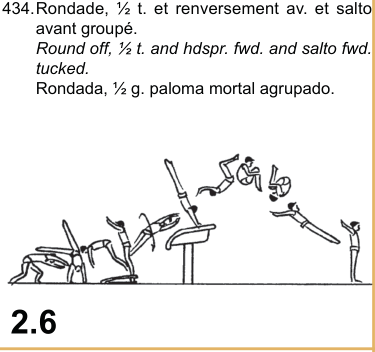 434. Rondade, ½ t. et renversement av. et salto
avant groupé.
Round off, ½ t. and hdspr. fwd. and salto fwd.
tucked.
Rondada, ½ g. paloma mortal agrupado.
2.6